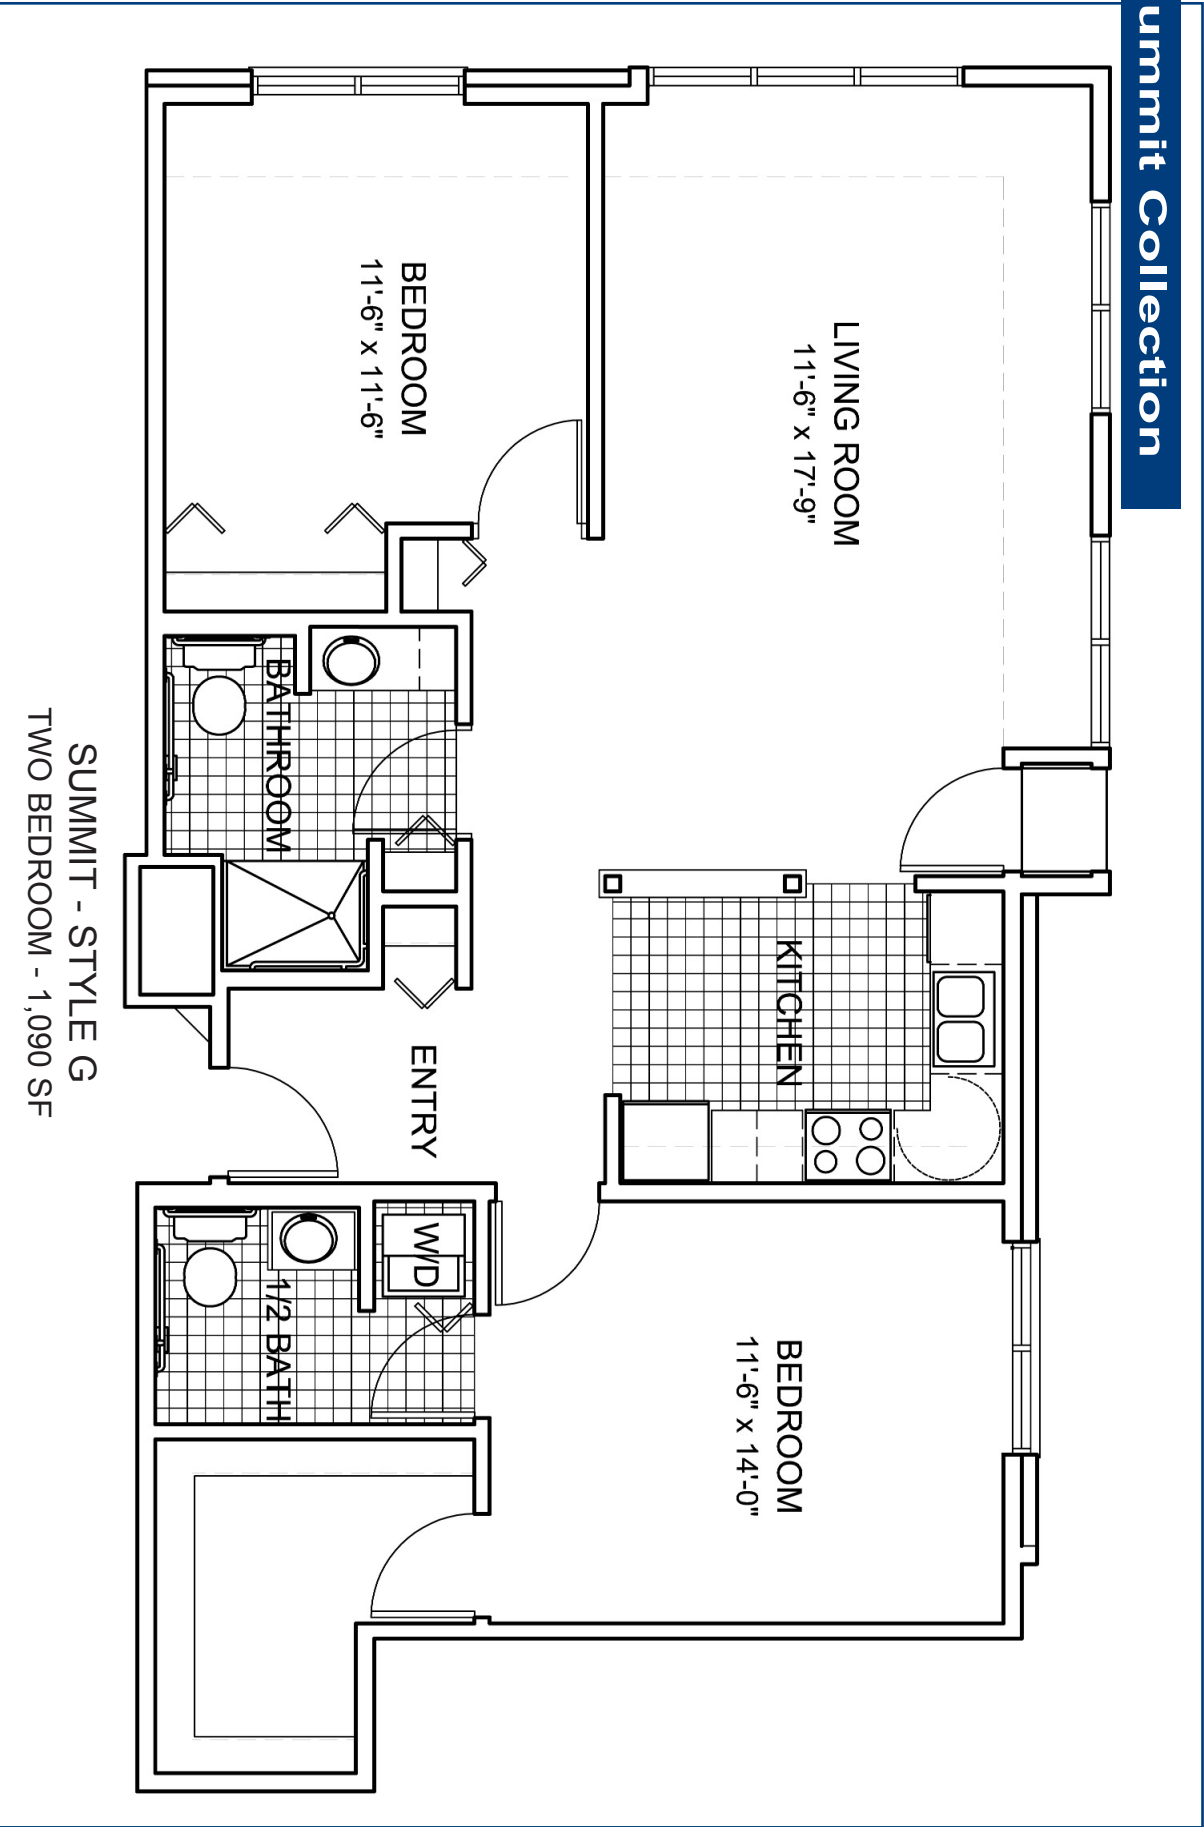 ummit Collection
LIVING ROOM
11'-6" x 17'-9"
BEDROOM
11'-6" x 11'-6"
KITCHEN
BATHROOM
ENTRY
W/D
1/2 BATH
BEDROOM
11'-6" x 14'-0"
SUMMIT - STYLE G
TWO BEDROOM - 1,090 SF